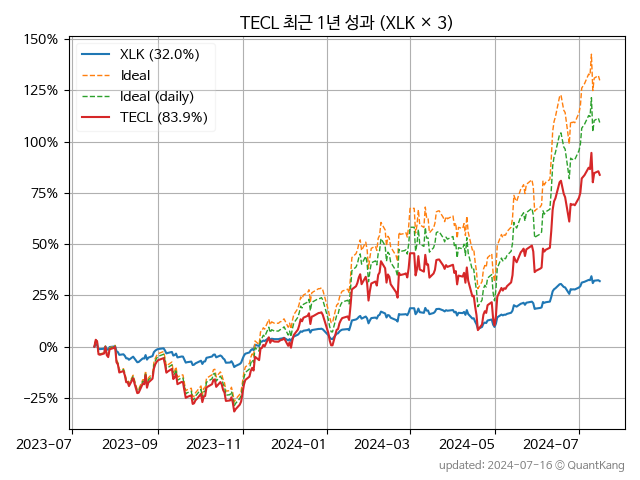 TECL 최근 1년 성과 (XLK × 3)
150%
125%
100%
75%
50%
25%
0%
−25%
XLK (32.0%)
Ideal
Ideal (daily)
TECL (83.9%)
2023-07
2023-09
2023-11
2024-01
2024-03
2024-05
2024-07
updated: 2024-07-16 © QuantKang